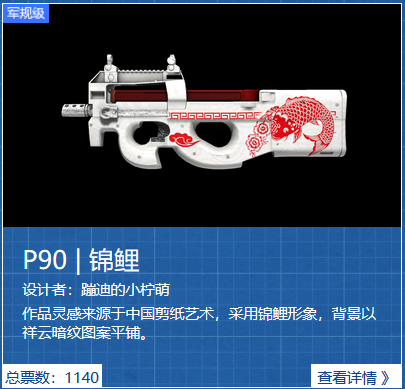 军规级
P90 | 锦鲤
设计者：蹦迪的小柠萌
作品灵感来源于中国剪纸艺术，采用锦鲤形象，背景以
祥云暗纹图案平铺。
总票数：1140
查看详情 》